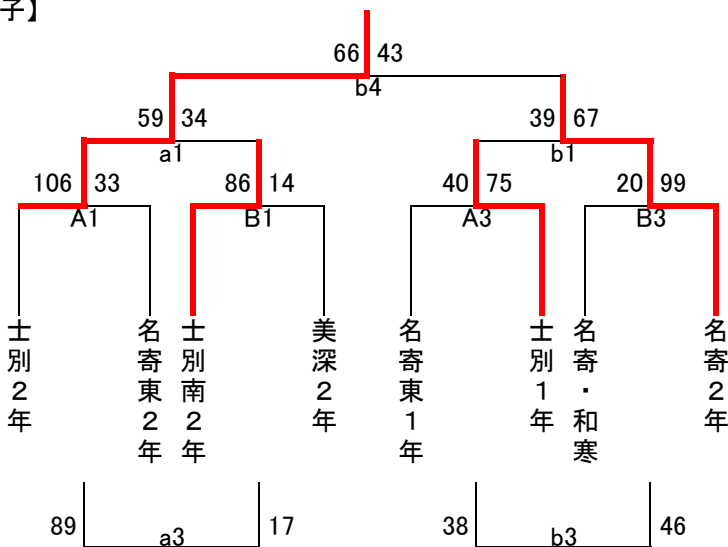 子】
66 43
b4
59 34
39 67
a1
b1
106 33
86 14
40 75
20 99
A1
B1
A3
B3
士別２年
名寄東２年
士別南２年
美深２年
名寄東１年
士別１年
名寄・和寒
名寄２年
89
a3
17
38
b3
46